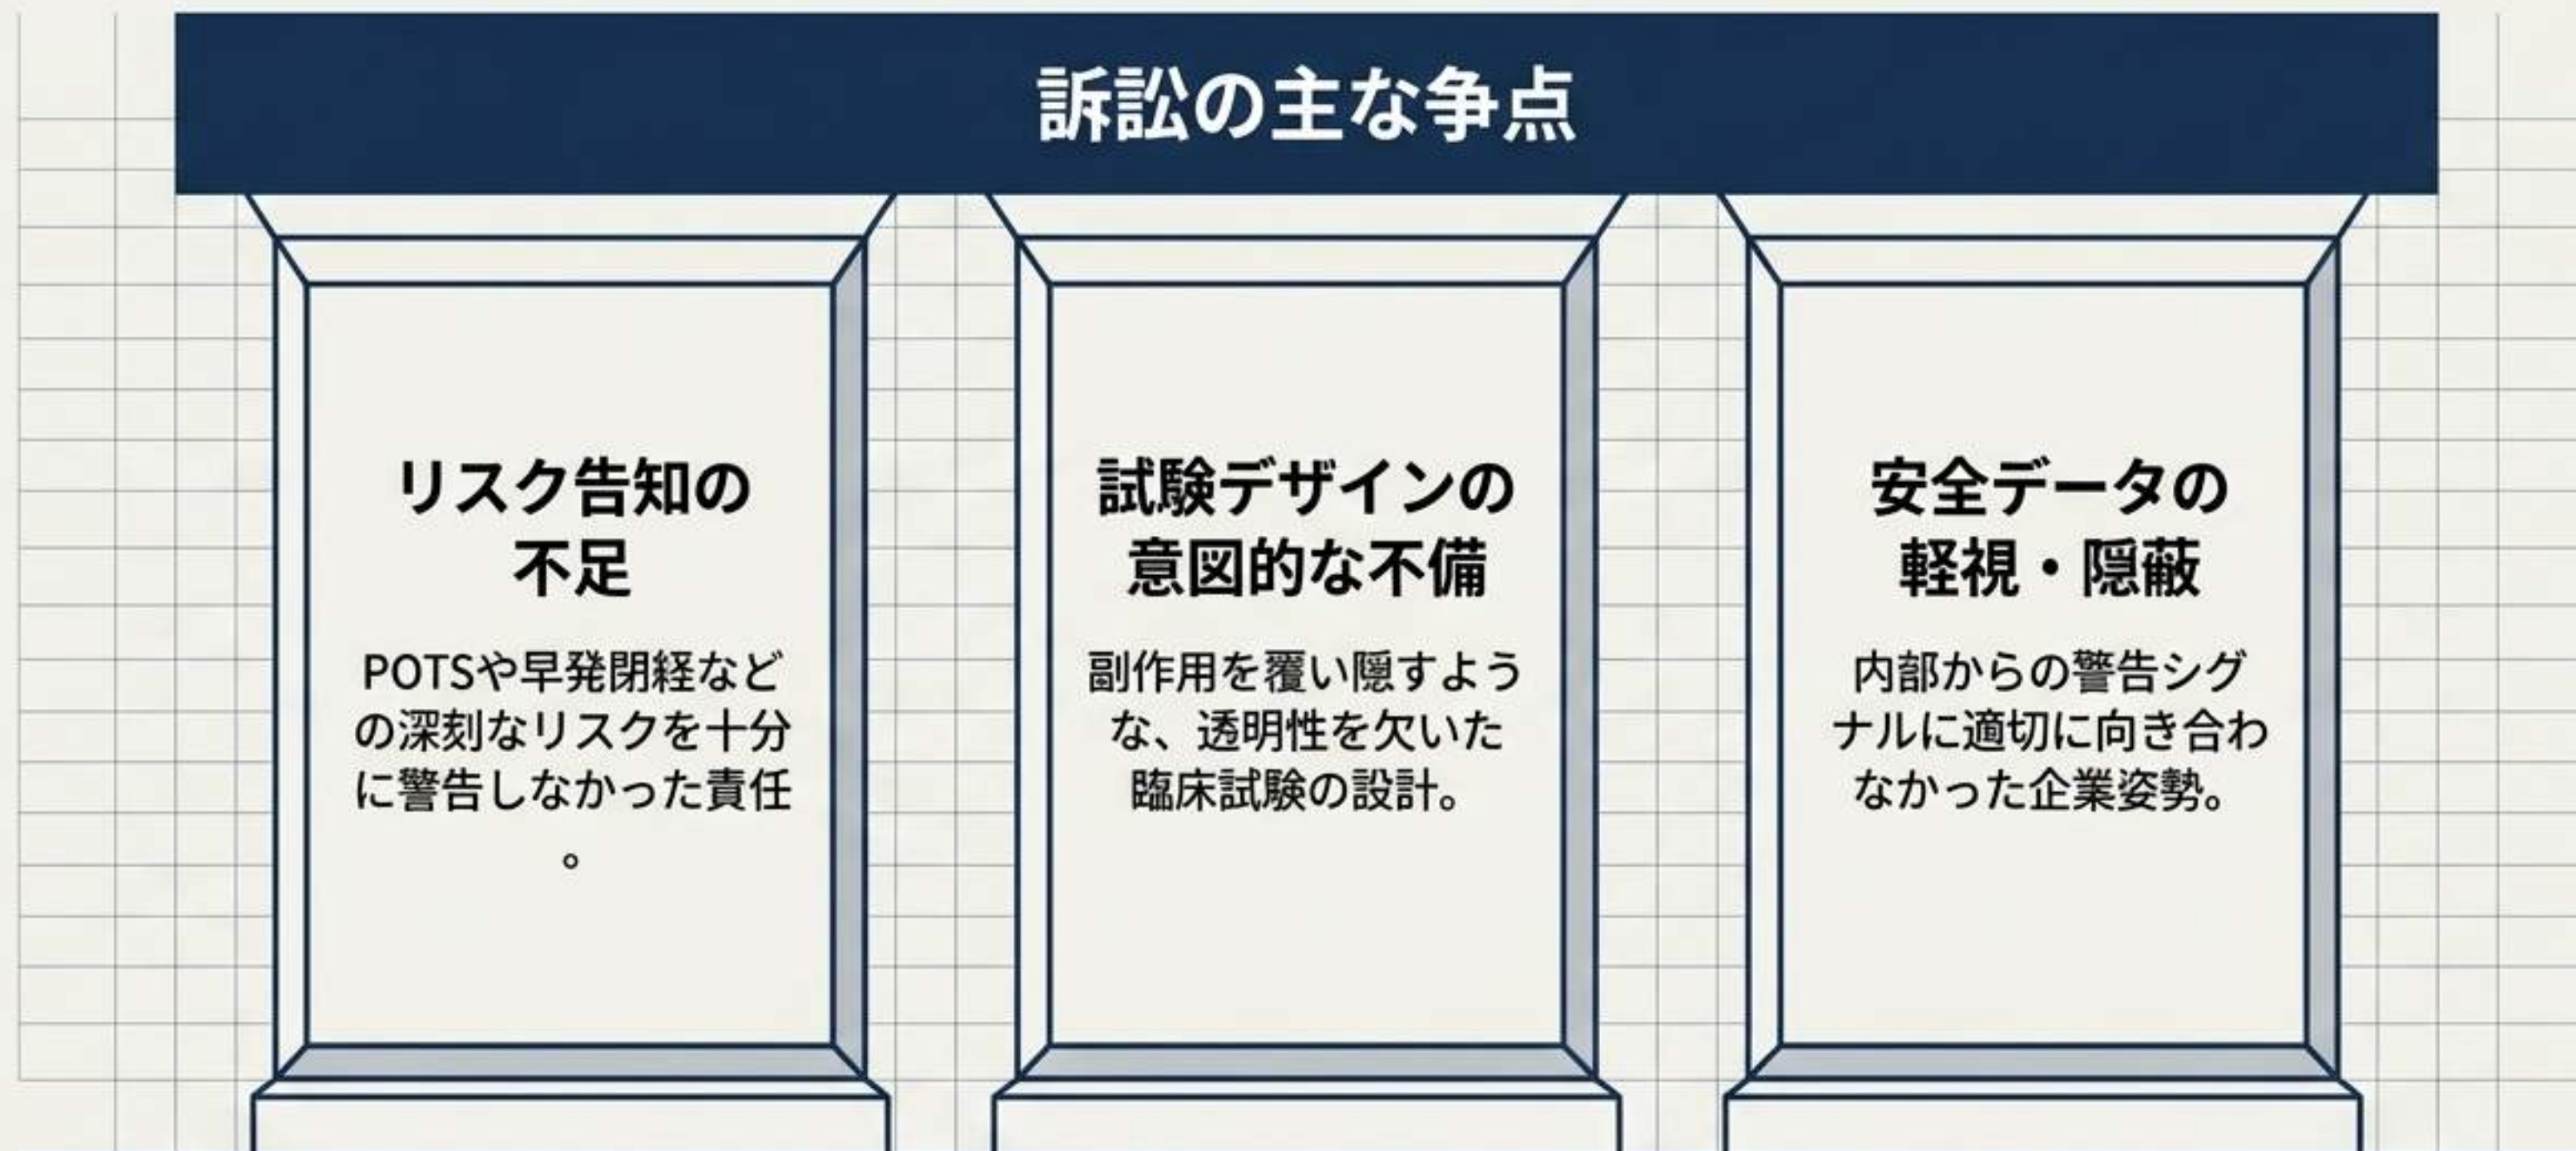 訴訟の主な争点
リスク告知の
不足
POTSや早発閉経など
の深刻なリスクを十分
に警告しなかった責任
。
試験デザインの
意図的な不備
副作用を覆い隠すよう
な、透明性を欠いた
臨床試験の設計。
安全データの
軽視・隠蔽
内部からの警告シグ
ナルに適切に向き合わ
なかった企業姿勢。